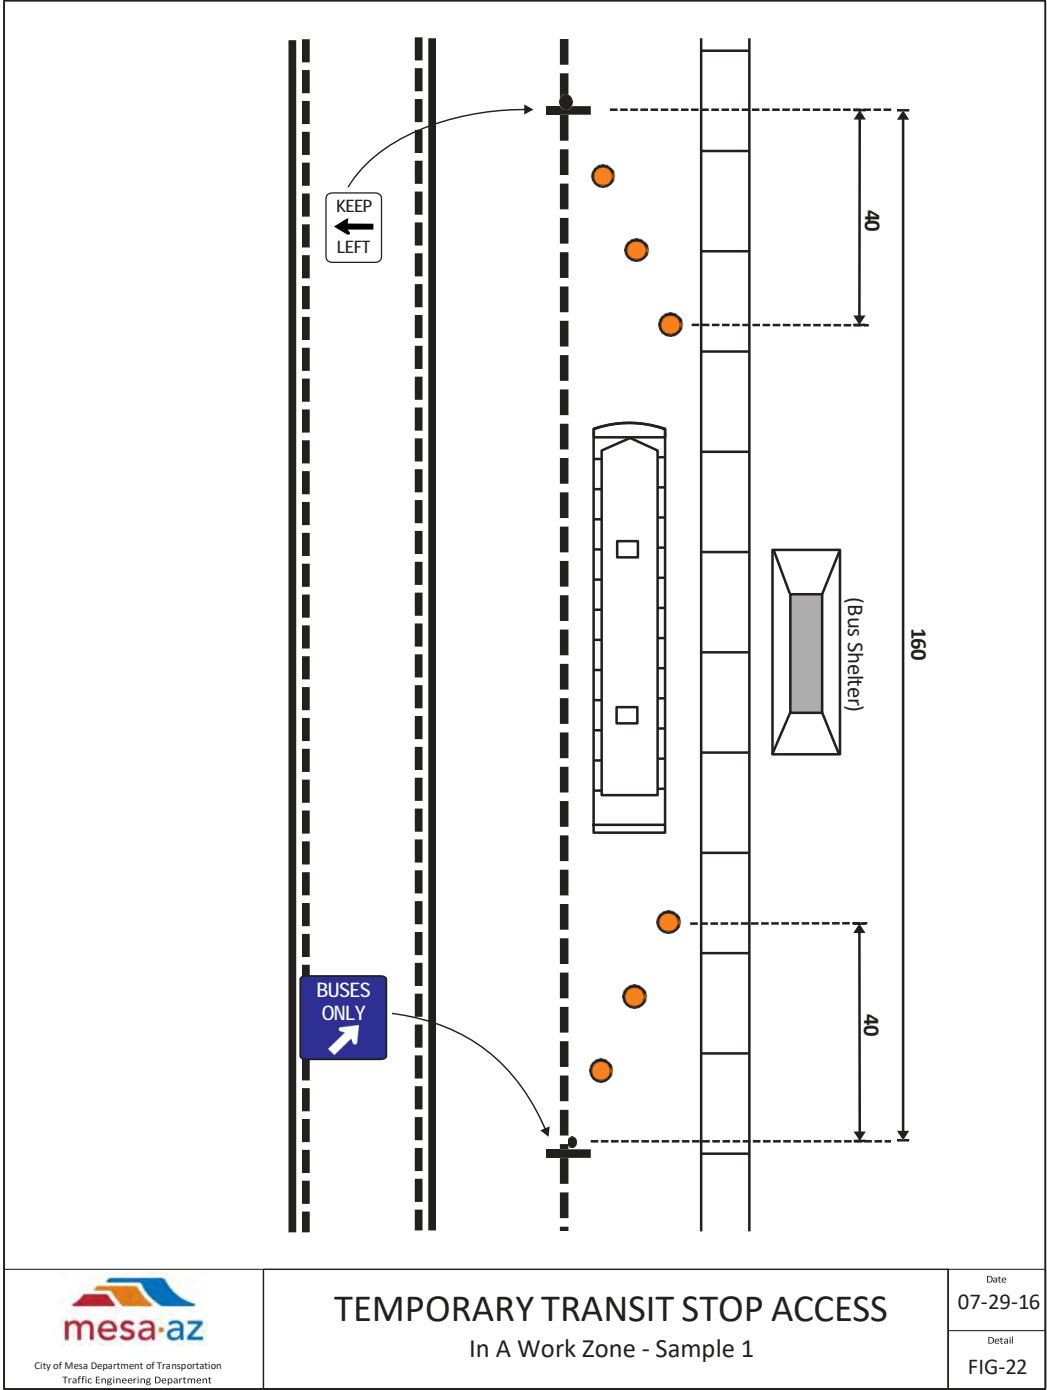 KEEP
LEFT
40
160
(Bus Shelter)
BUSES
ONLY
40
mesa·az
City of Mesa Department of Transportation
Traffic Engineering Department
TEMPORARY TRANSIT STOP ACCESS
In A Work Zone - Sample 1
Date
07-29-16
Detail
FIG-22